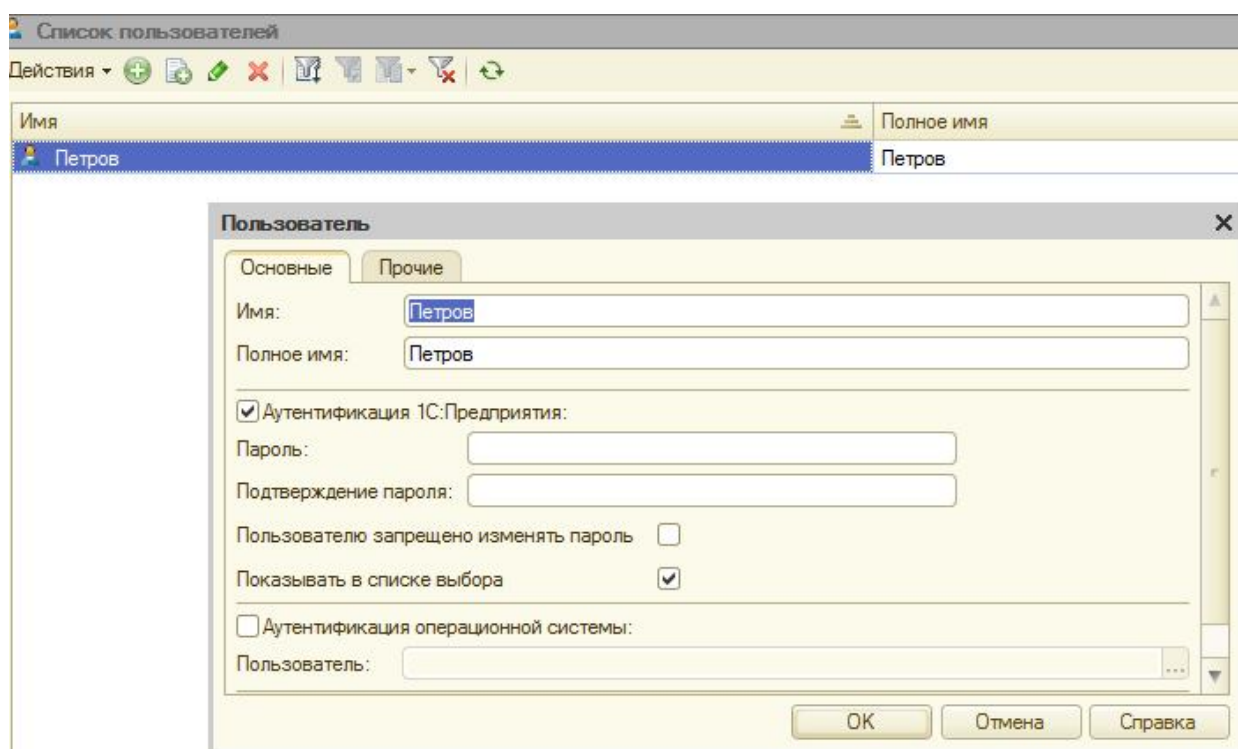 Список пользователей
Действия
Имя Полное имя
Петров Петров
Пользователь
Основные Прочие
Имя: Петров
Полное имя: Петров
Аутентификация 1С:Предприятия:
Пароль:
Подтверждение пароля:
Пользователю запрещено изменять пароль
Показывать в списке выбора
Аутентификация операционной системы:
Пользователь: ...
OK Отмена Справка